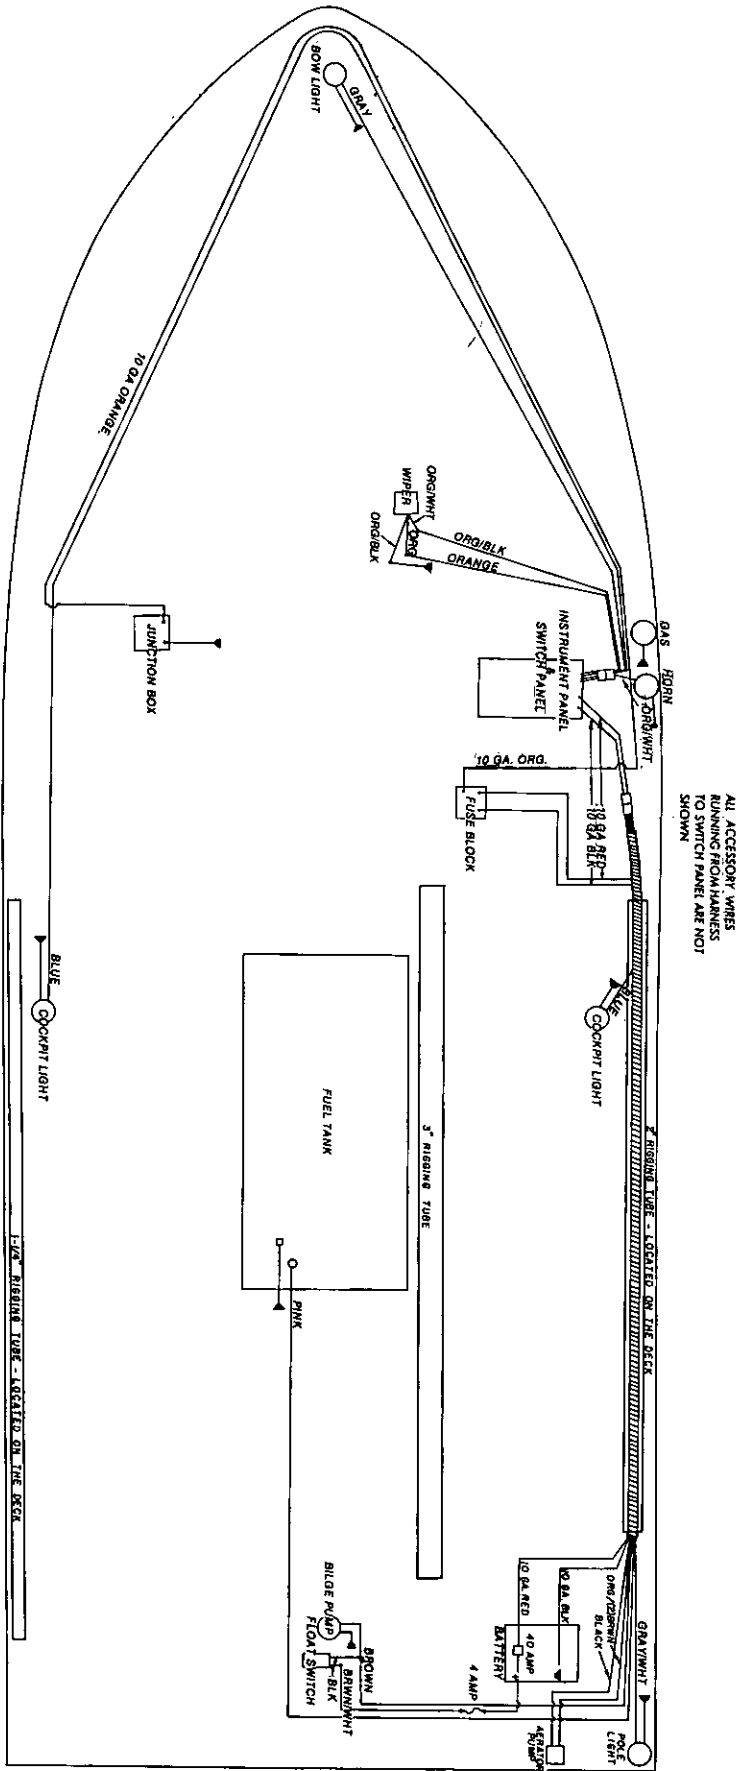 BOW LIGHT
GRAY
10 GA ORANGE
ORG/WHT
WIPER
ORG
ORG/BLK
ORG/BLK
ORANGE
GAS
HORN
ORG/WHT
INSTRUMENT PANEL
&
SWITCH PANEL
JUNCTION BOX
10 GA. ORG.
FUSE BLOCK
10 GA RED
10 GA BLK
ALL ACCESSORY WIRES
RUNNING FROM HARNESS
TO SWITCH PANEL ARE NOT
SHOWN
BLUE
COCKPIT LIGHT
BLUE
COCKPIT LIGHT
FUEL TANK
3" RIGGING TUBE
2" RIGGING TUBE - LOCATED ON THE DECK
1-1/4" RIGGING TUBE - LOCATED ON THE DECK
PINK
BILGE PUMP
FLOAT SWITCH
BROWN
BLK
BRWN/WHT
4 AMP
10 GA. RED
10 GA. BLK
40 AMP
BATTERY
ORG/(2)BRWN
BLACK
GRAY/WHT
AERATOR
PUMP
POLE
LIGHT